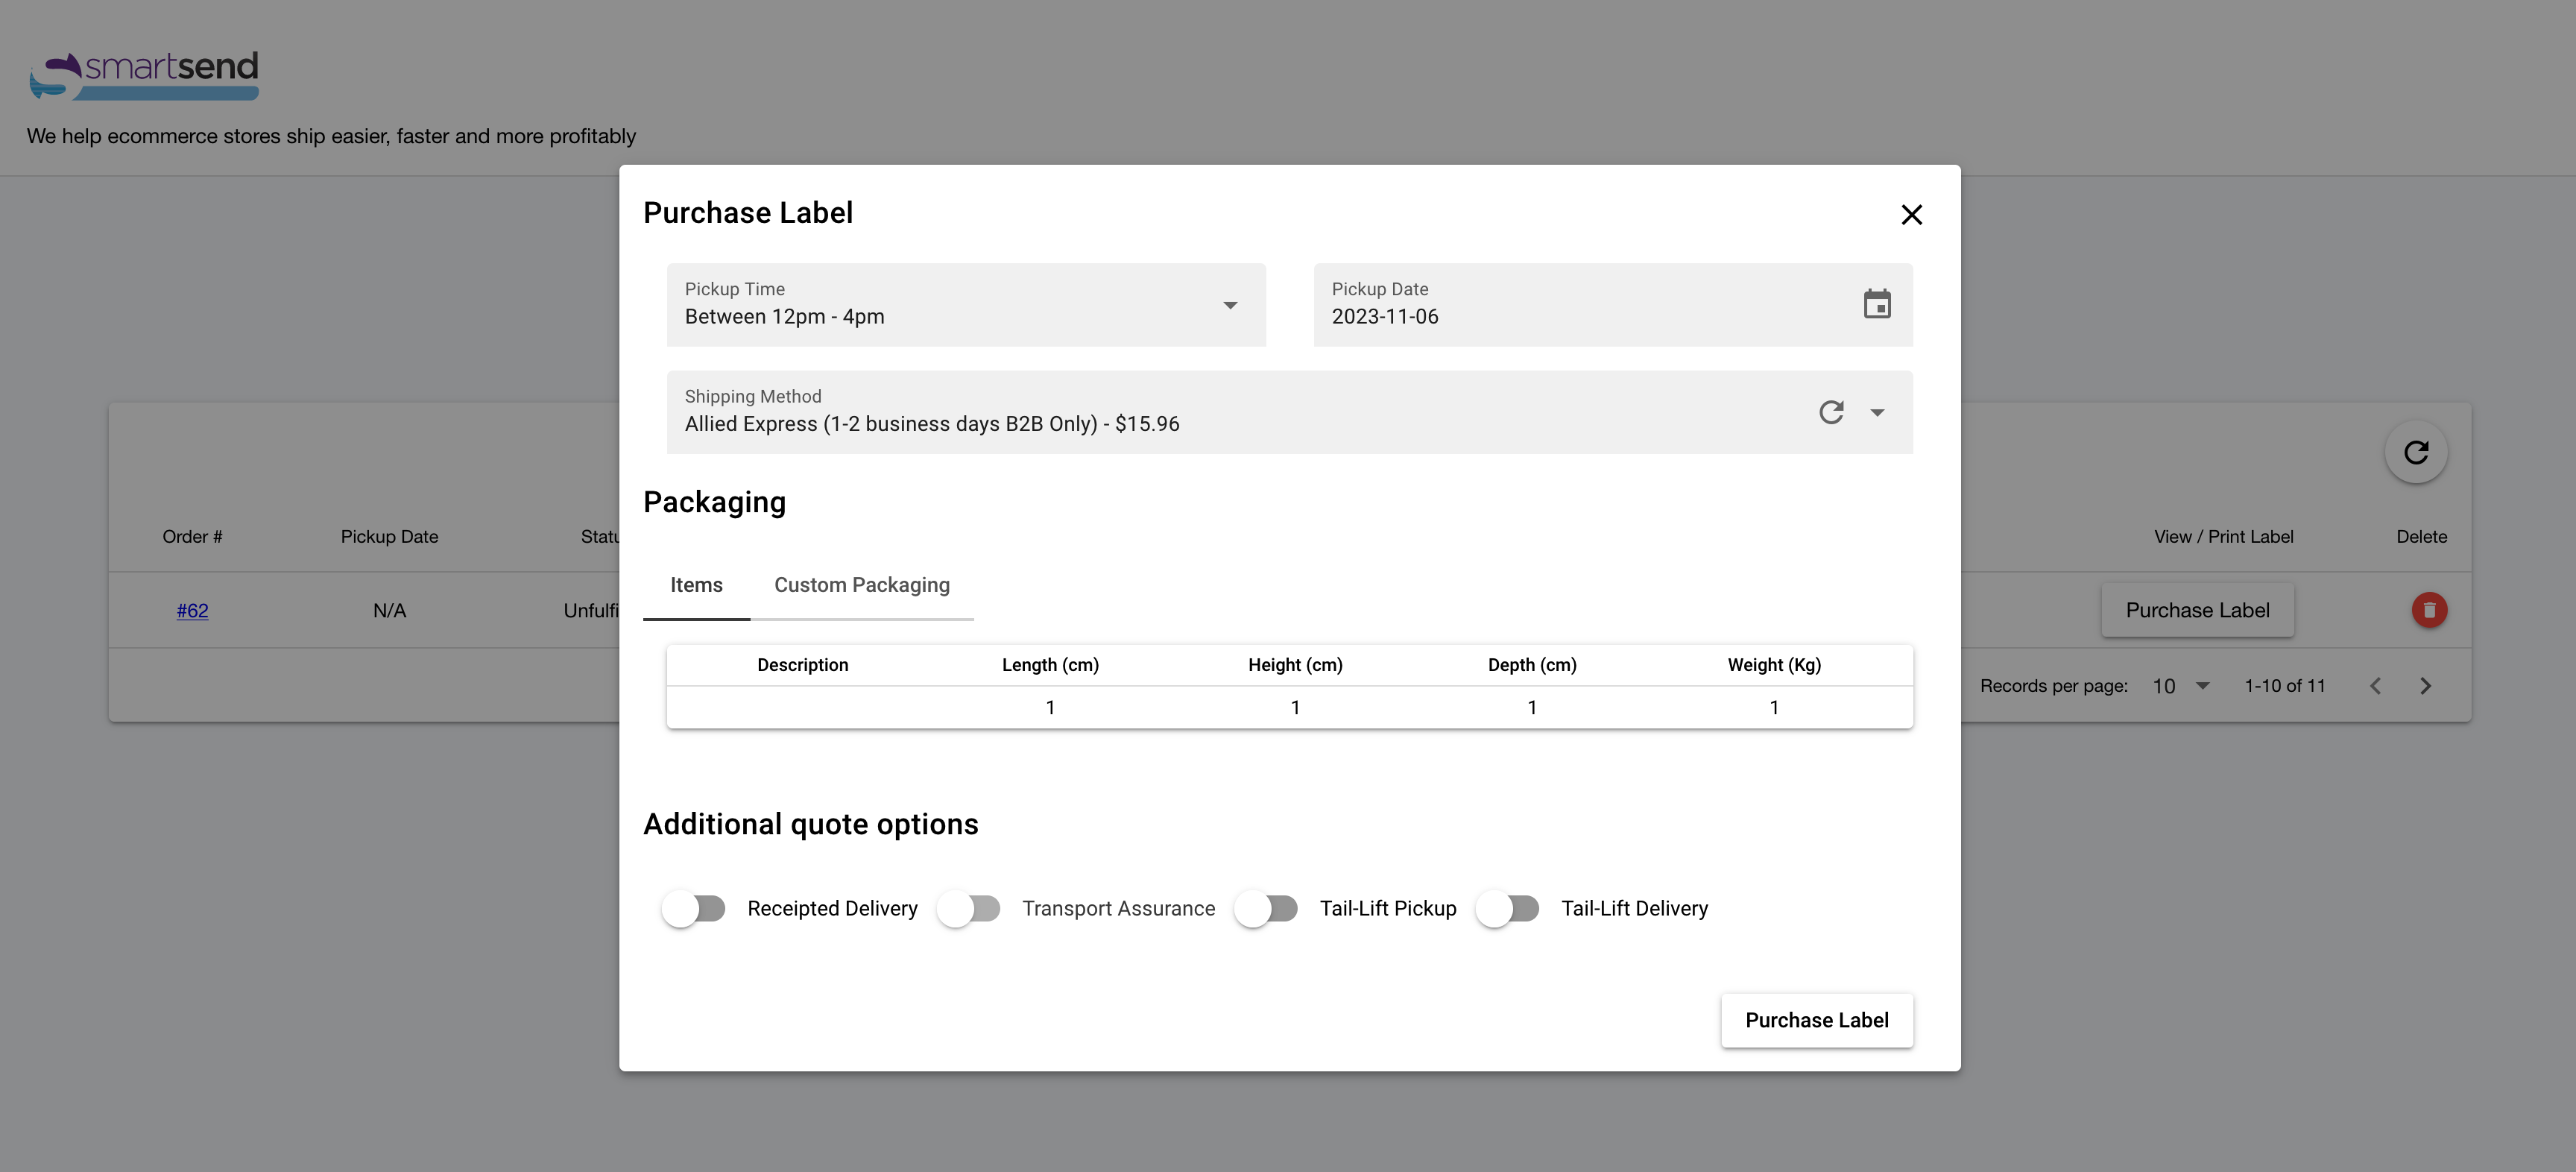 smartsend
We help ecommerce stores ship easier, faster and more profitably
Purchase Label
Pickup Time
Between 12pm - 4pm
Pickup Date
2023-11-06
Shipping Method
Allied Express (1-2 business days B2B Only) - $15.96
Packaging
Items Custom Packaging
Description Length (cm) Height (cm) Depth (cm) Weight (Kg)
1 1 1 1
Additional quote options
Receipted Delivery Transport Assurance Tail-Lift Pickup Tail-Lift Delivery
Purchase Label
Order # Pickup Date Statu View / Print Label Delete
#62 N/A Unfulfi Purchase Label
Records per page: 10 1-10 of 11